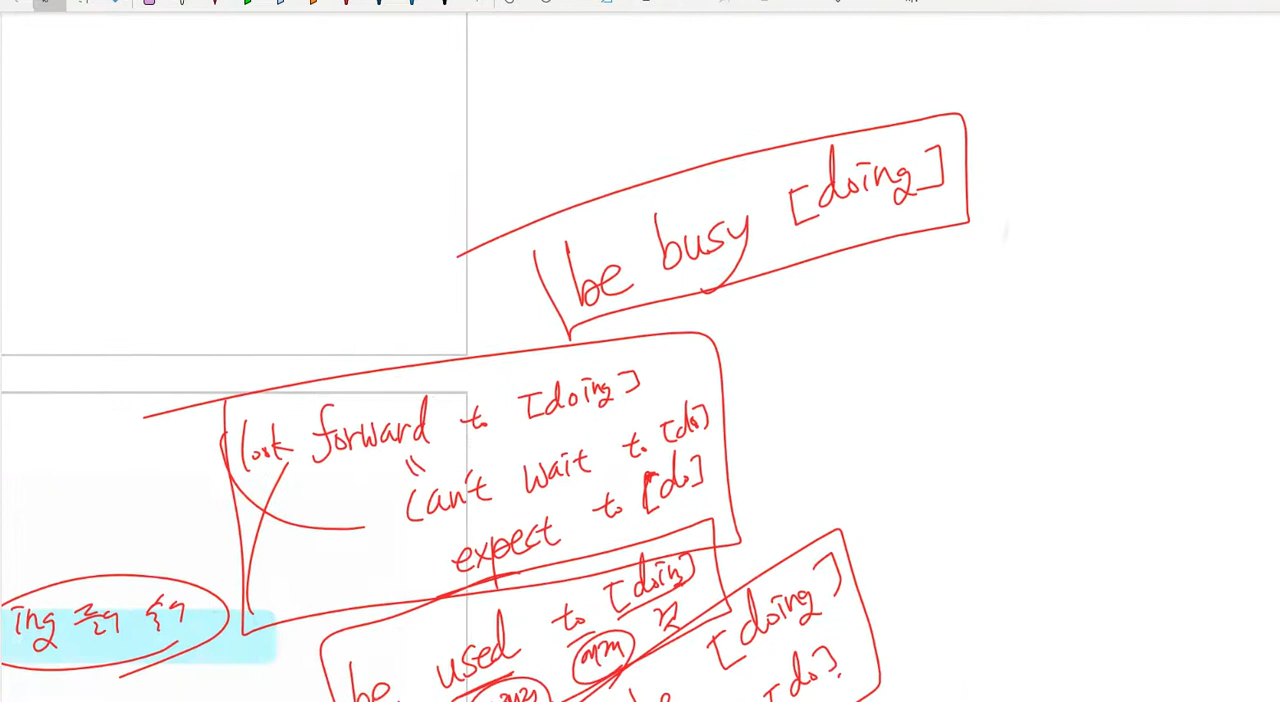 be busy [doing]
look forward to [doing]
"
can't wait to [do]
expect to [do]
ing
be used to [doing]
[doing]
[do]